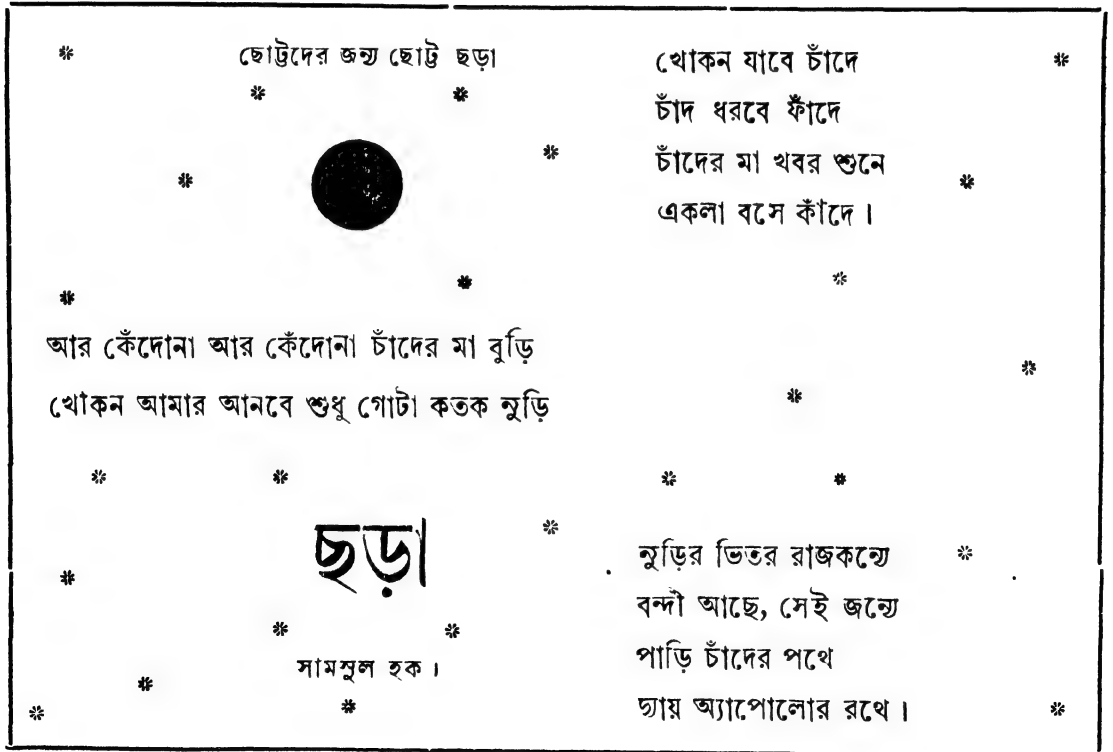 ছোট্টদের জন্য ছোট্ট ছড়া
খোকন যাবে চাঁদে
চাঁদ ধরবে ফাঁদে
চাঁদের মা খবর শুনে
একলা বসে কাঁদে।
আর কেঁদোনা আর কেঁদোনা চাঁদের মা বুড়ি
খোকন আমার আনবে শুধু গোটা কতক নুড়ি
ছড়া
সামসুল হক।
নুড়ির ভিতর রাজকন্যে
বন্দী আছে, সেই জন্যে
পাড়ি চাঁদের পথে
দ্যায় অ্যাপোলোর রথে।